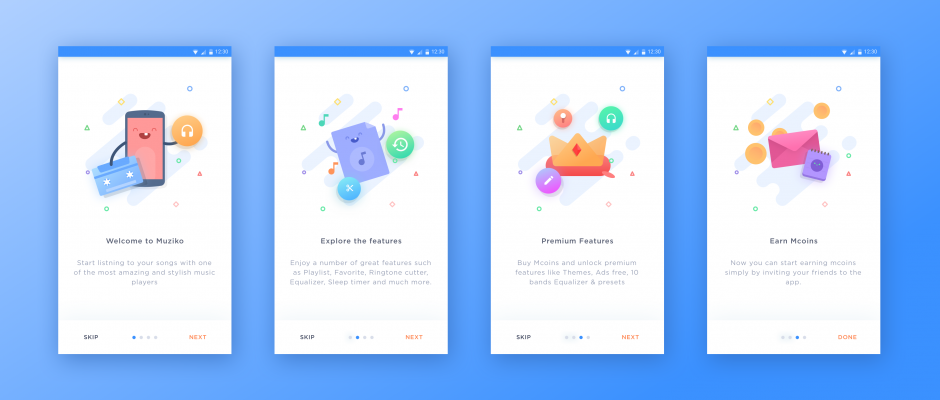 12:30
Welcome to Muziko
Start listning to your songs with one
of the most amazing and stylish music
players
SKIP
NEXT
12:30
Explore the features
Enjoy a number of great features such
as Playlist, Favorite, Ringtone cutter,
Equalizer, Sleep timer and much more.
SKIP
NEXT
12:30
Premium Features
Buy Mcoins and unlock premium
features like Themes, Ads free, 10
bands Equalizer & presets
SKIP
NEXT
12:30
Earn Mcoins
Now you can start earning mcoins
simply by inviting your friends to the
app.
DONE